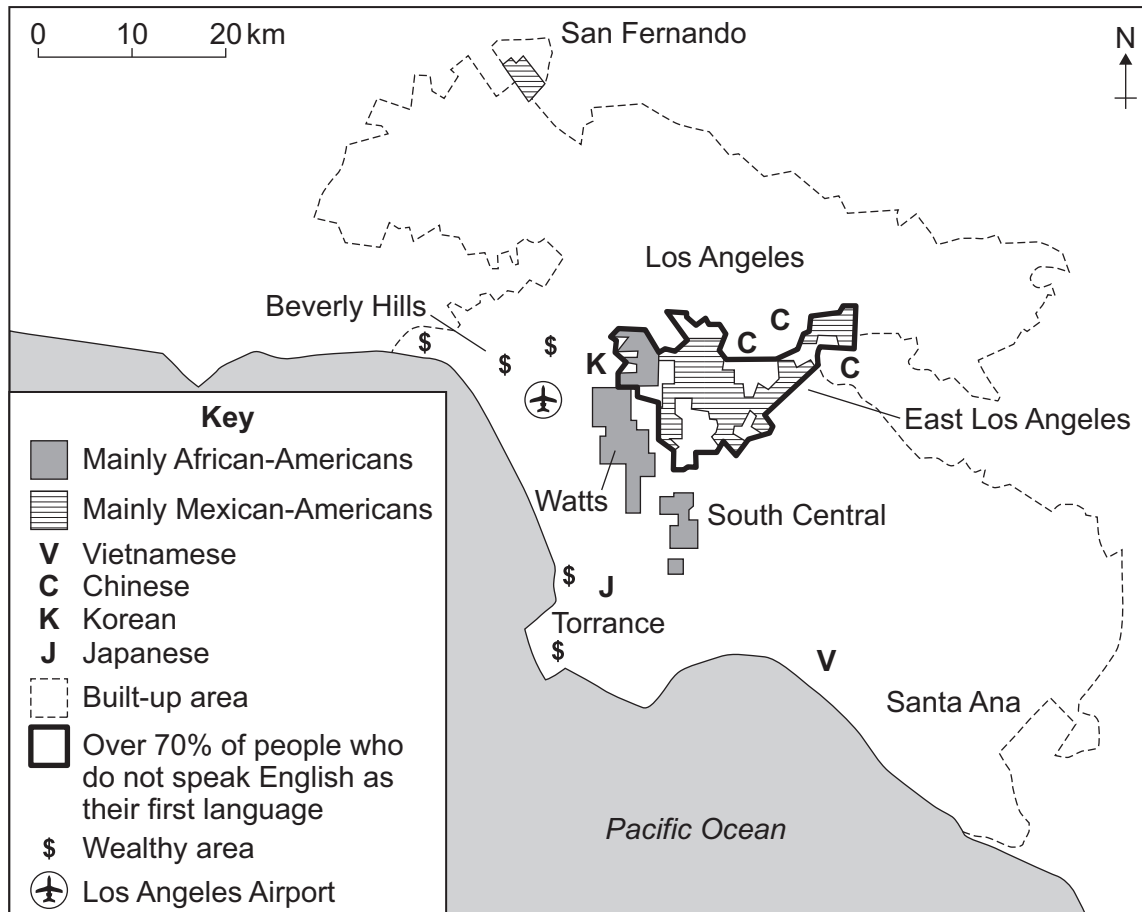 0 10 20 km
San Fernando
N
Los Angeles
Beverly Hills
C
C
K
C
East Los Angeles
Watts
South Central
J
Torrance
V
Santa Ana
Pacific Ocean
$
$
$
$
$
Key
Mainly African-Americans
Mainly Mexican-Americans
V Vietnamese
C Chinese
K Korean
J Japanese
Built-up area
Over 70% of people who
do not speak English as
their first language
$ Wealthy area
Los Angeles Airport